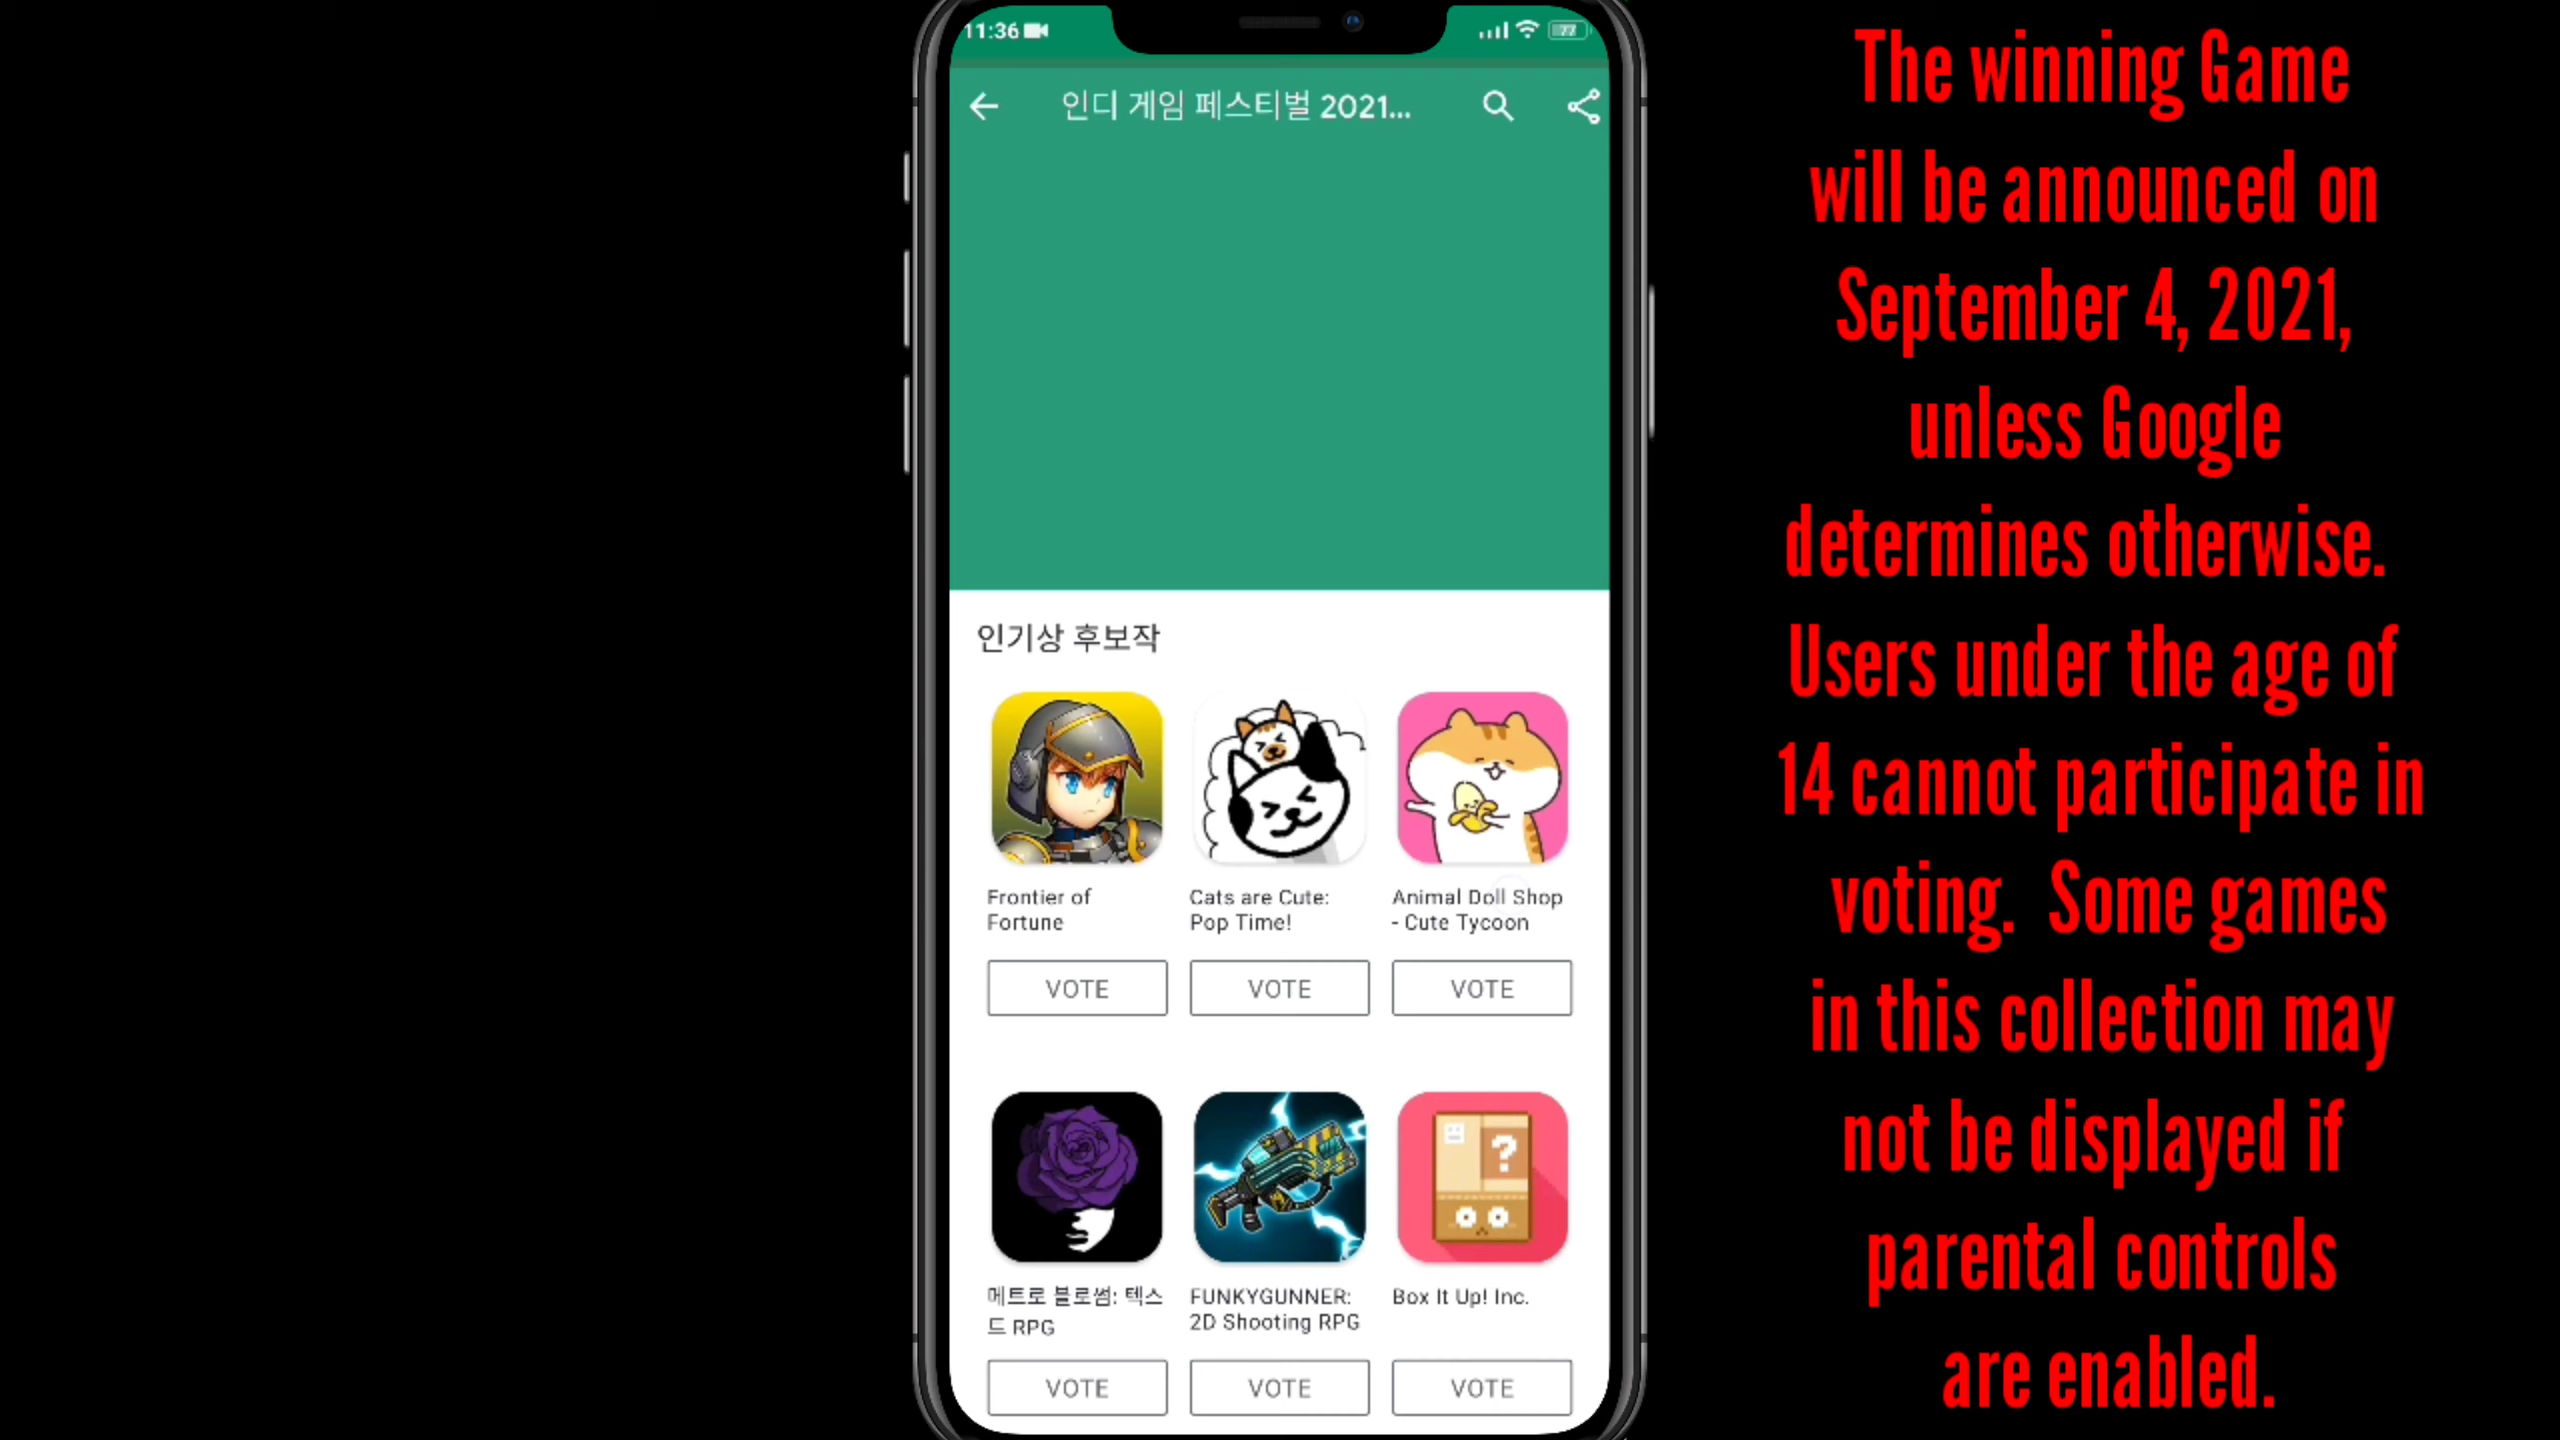 11:36
77
인디 게임 페스티벌 2021...
인기상 후보작
Frontier of
Fortune
Cats are Cute:
Pop Time!
Animal Doll Shop
- Cute Tycoon
VOTE
VOTE
VOTE
?
메트로 블로썸: 텍스
트 RPG
FUNKYGUNNER:
2D Shooting RPG
Box It Up! Inc.
VOTE
VOTE
VOTE
The winning Game
will be announced on
September 4, 2021,
unless Google
determines otherwise.
Users under the age of
14 cannot participate in
voting. Some games
in this collection may
not be displayed if
parental controls
are enabled.